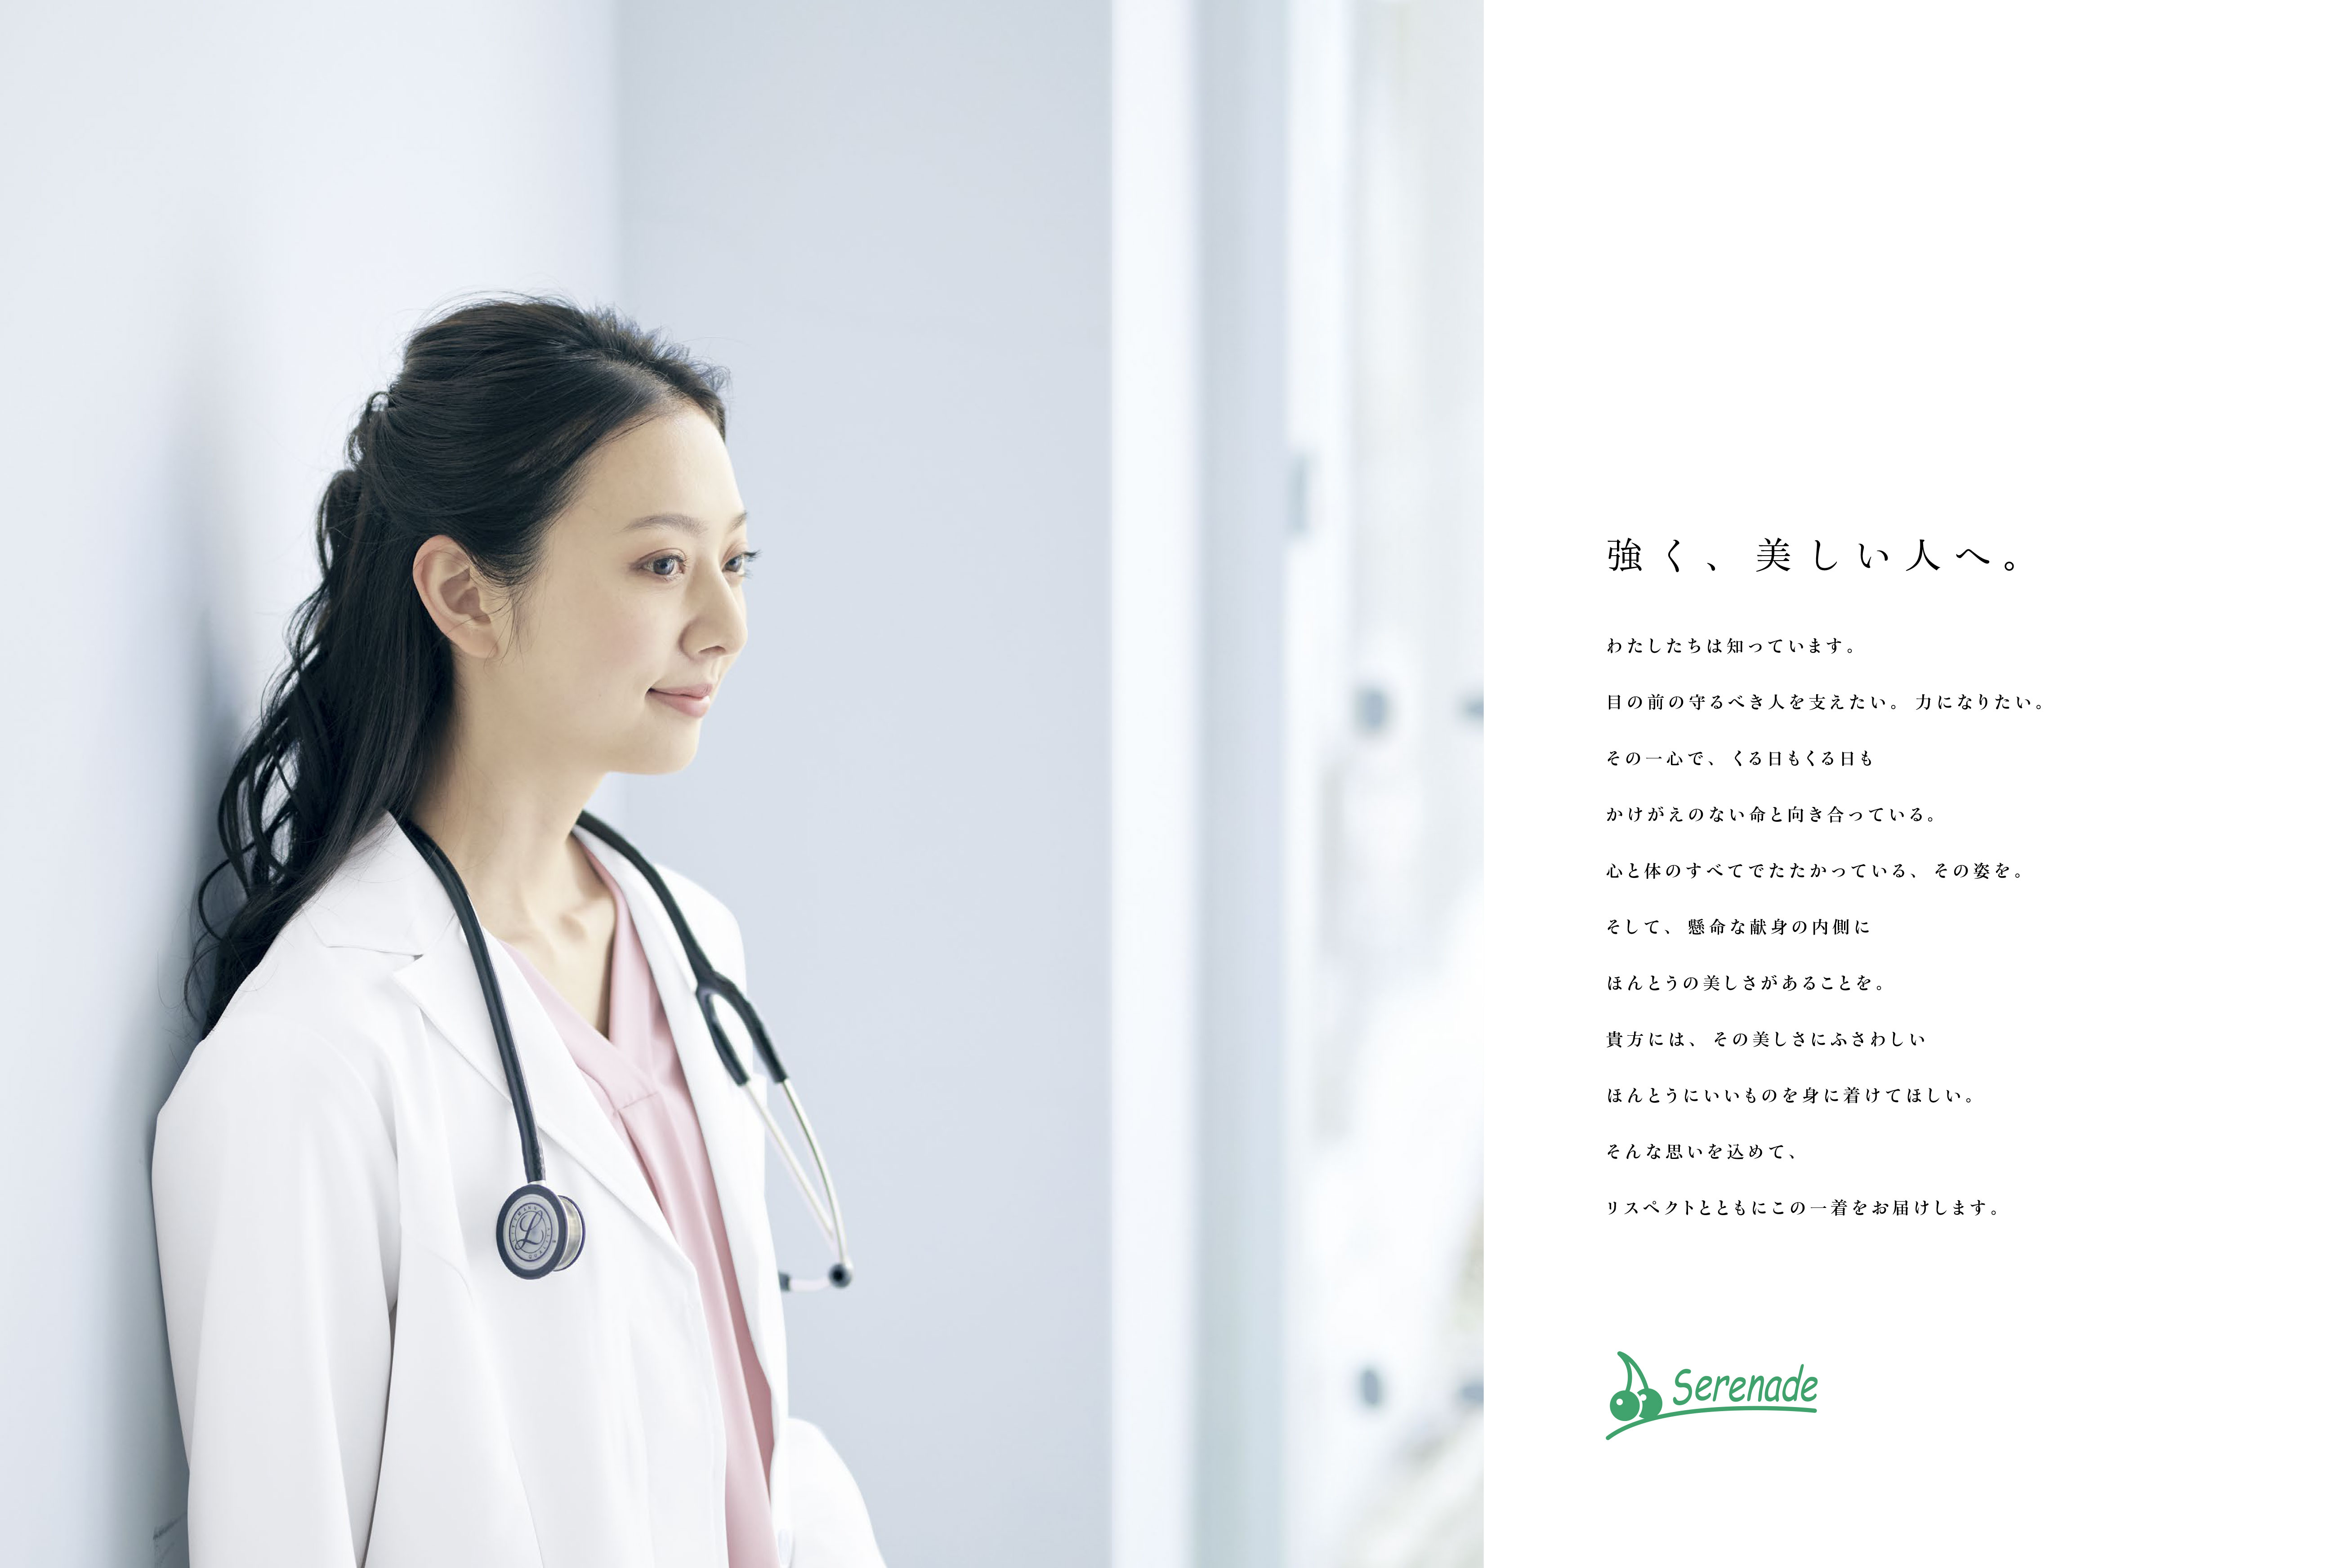 強く、美しい人へ。
わたしたちは知っています。
目の前の守るべき人を支えたい。 力になりたい。
その一心で、くる日もくる日も
かけがえのない命と向き合っている。
心と体のすべてでたたかっている、その姿を。
そして、懸命な献身の内側に
ほんとうの美しさがあることを。
貴方には、その美しさにふさわしい
ほんとうにいいものを身に着けてほしい。
そんな思いを込めて、
リスペクトとともにこの一着をお届けします。
Serenade